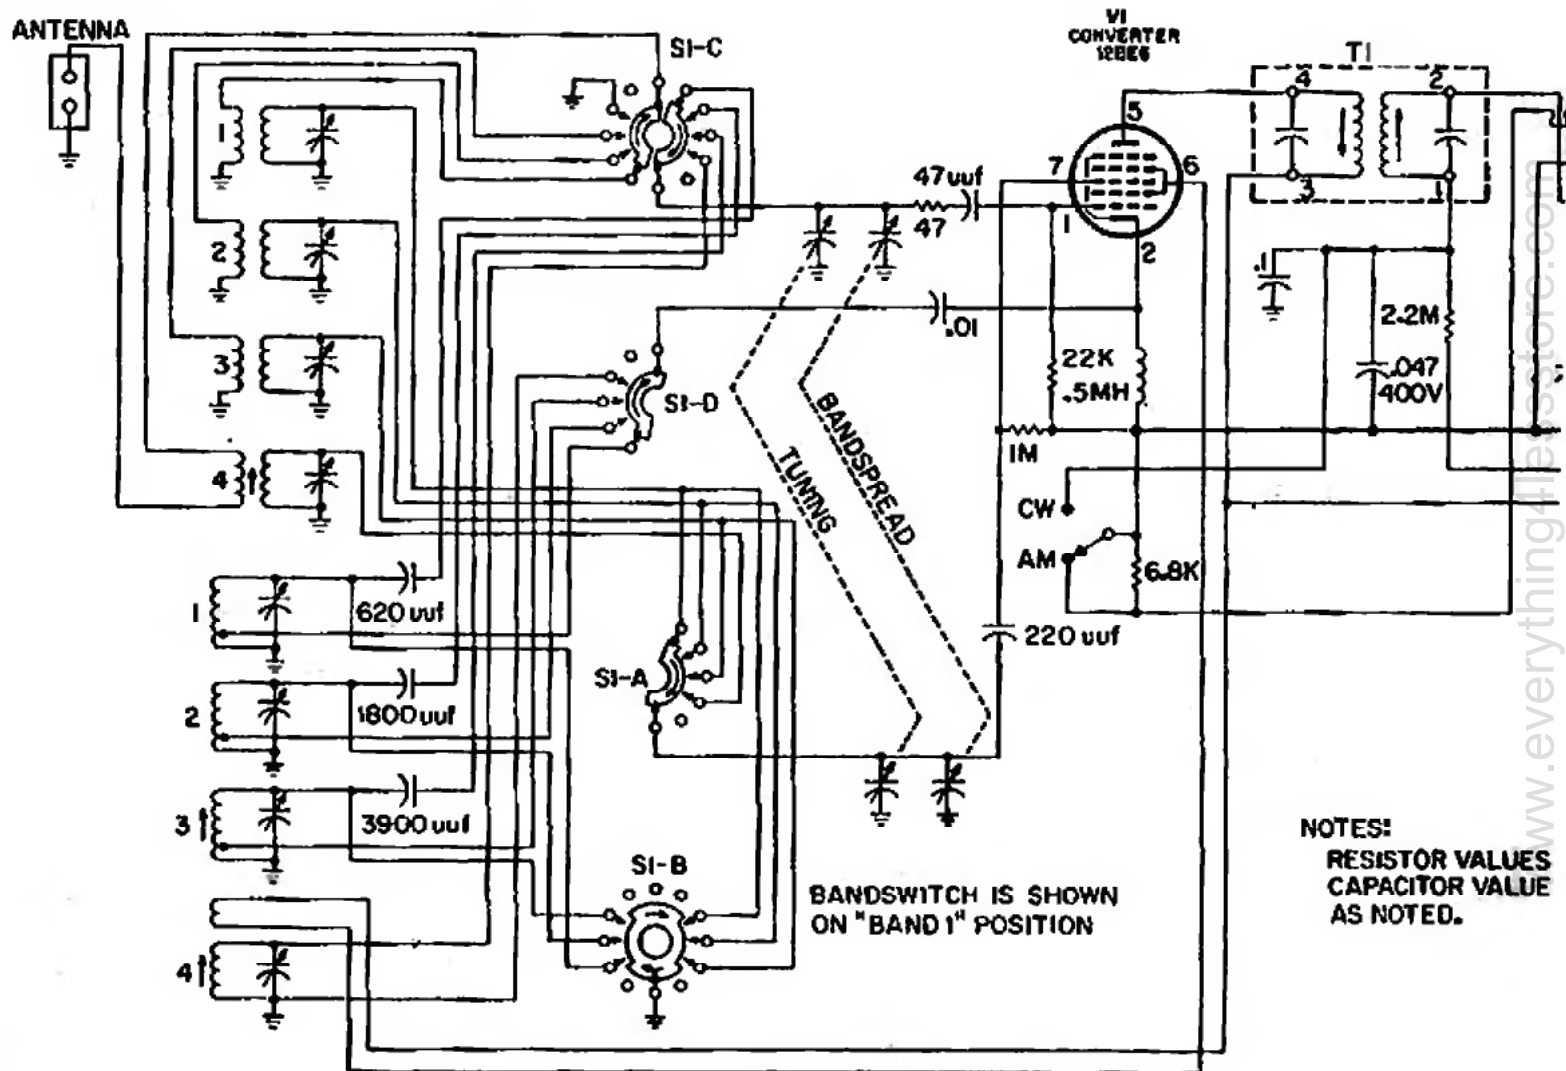 ANTENNA
S1-C
V1
CONVERTER
12BE6
T1
4
2
5
1
7
6
47 uuf
47
1
2
3
1
2
.1
.01
2.2M
22K
.5MH
.047
400V
3
S1-D
BANDSPREAD
TUNING
1M
4
CW
AM
6.8K
1
620 uuf
220 uuf
S1-A
2
1800 uuf
3
3900 uuf
NOTES:
RESISTOR VALUES
CAPACITOR VALUE
AS NOTED.
S1-B
BANDSWITCH IS SHOWN
ON "BAND 1" POSITION
4
www.everything4lessstore.com